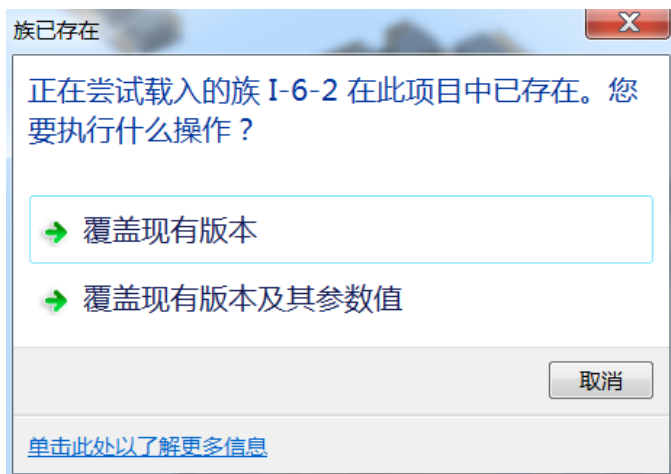 族已存在
正在尝试载入的族 I-6-2 在此项目中已存在。您
要执行什么操作？
覆盖现有版本
覆盖现有版本及其参数值
取消
单击此处以了解更多信息